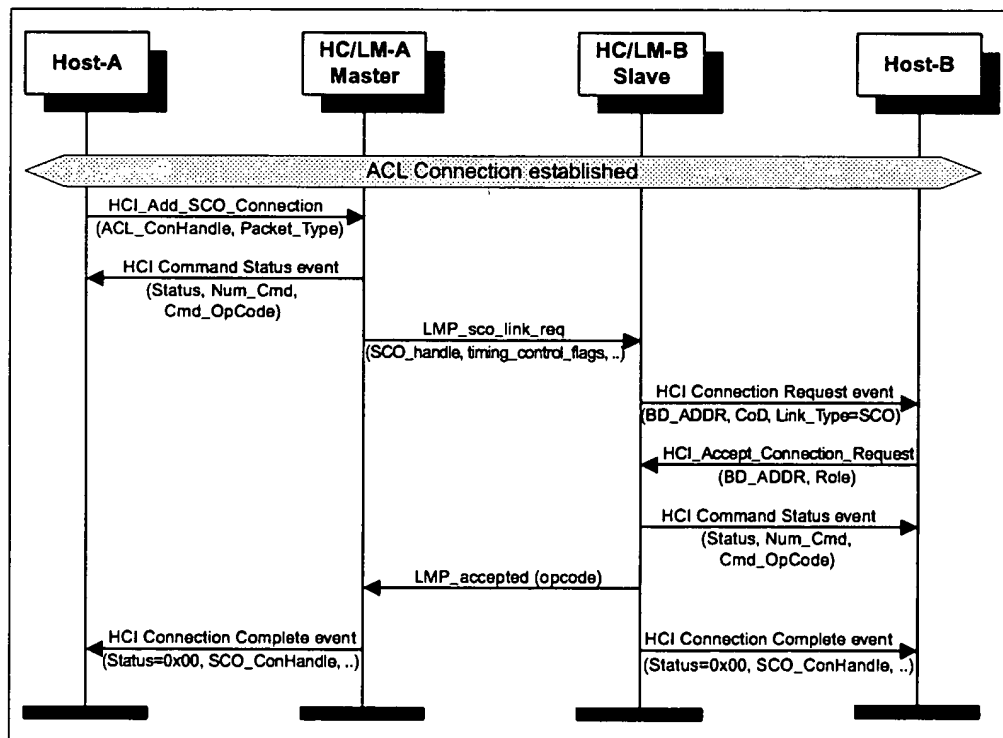 Host-A
HC/LM-A
Master
HC/LM-B
Slave
Host-B
ACL Connection established
HCI_Add_SCO_Connection
(ACL_ConHandle, Packet_Type)
HCI Command Status event
(Status, Num_Cmd,
Cmd_OpCode)
LMP_sco_link_req
(SCO_handle, timing_control_flags, ..)
HCI Connection Request event
(BD_ADDR, CoD, Link_Type=SCO)
HCI_Accept_Connection_Request
(BD_ADDR, Role)
HCI Command Status event
(Status, Num_Cmd,
Cmd_OpCode)
LMP_accepted (opcode)
HCI Connection Complete event
(Status=0x00, SCO_ConHandle, ..)
HCI Connection Complete event
(Status=0x00, SCO_ConHandle, ..)